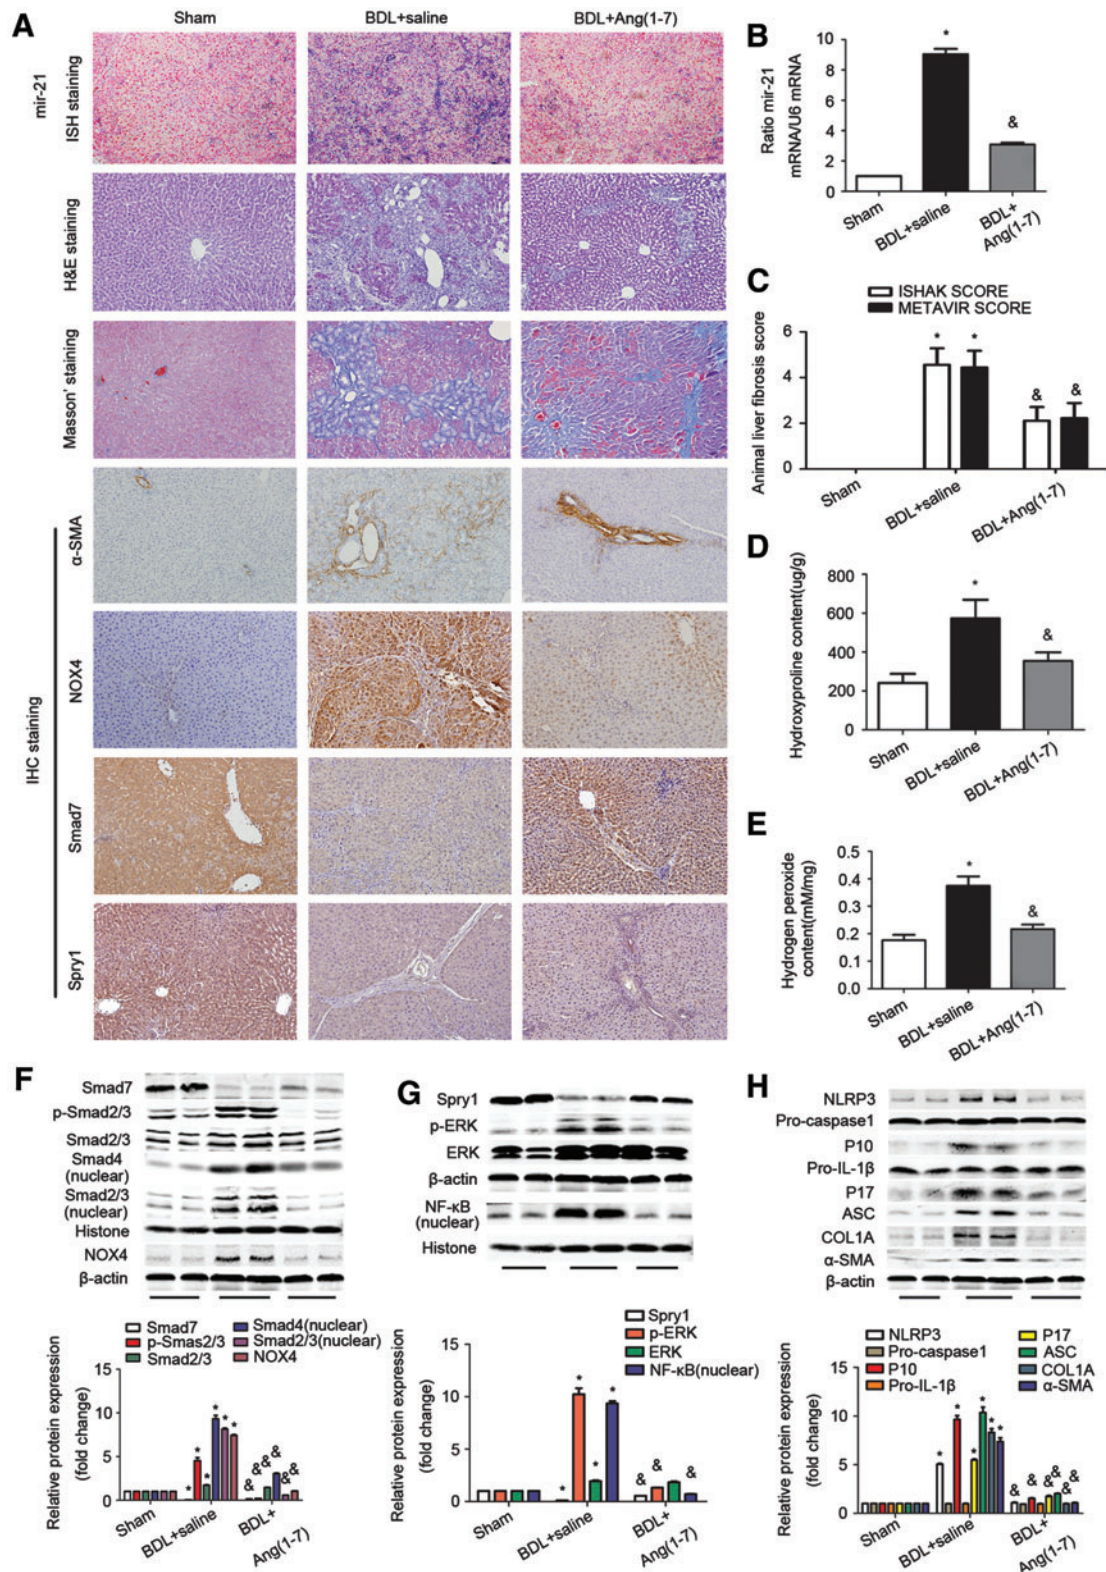 A
Sham
BDL+saline
BDL+Ang(1-7)
mir-21
ISH staining
H&E staining
Masson' staining
IHC staining
α-SMA
NOX4
Smad7
Spry1
B
Ratio mir-21
mRNA/U6 mRNA
10
8
6
4
2
0
*
&
Sham
BDL+saline
BDL+
Ang(1-7)
C
ISHAK SCORE
METAVIR SCORE
Animal liver fibrosis score
6
4
2
0
* *
& &
Sham
BDL+saline
BDL+Ang(1-7)
D
Hydroxyproline content(ug/g)
800
600
400
200
0
*
&
Sham
BDL+saline
BDL+Ang(1-7)
E
Hydrogen peroxide
content(mM/mg)
0.5
0.4
0.3
0.2
0.1
0.0
*
&
Sham
BDL+saline
BDL+Ang(1-7)
F
Smad7
p-Smad2/3
Smad2/3
Smad4
(nuclear)
Smad2/3
(nuclear)
Histone
NOX4
β-actin
Smad7
p-Smas2/3
Smad2/3
Smad4(nuclear)
Smad2/3(nuclear)
NOX4
Relative protein expression
(fold change)
15
10
5
0
* * * * * *
& & & & & &
Sham
BDL+saline
BDL+
Ang(1-7)
G
Spry1
p-ERK
ERK
β-actin
NF-κB
(nuclear)
Histone
Spry1
p-ERK
ERK
NF-κB(nuclear)
Relative protein expression
(fold change)
15
10
5
0
* * * *
& & &
Sham
BDL+saline
BDL+
Ang(1-7)
H
NLRP3
Pro-caspase1
P10
Pro-IL-1β
P17
ASC
COL1A
α-SMA
β-actin
NLRP3
Pro-caspase1
P10
Pro-IL-1β
P17
ASC
COL1A
α-SMA
Relative protein expression
(fold change)
15
10
5
0
* * * * * *
& & & & & &
Sham
BDL+saline
BDL+
Ang(1-7)